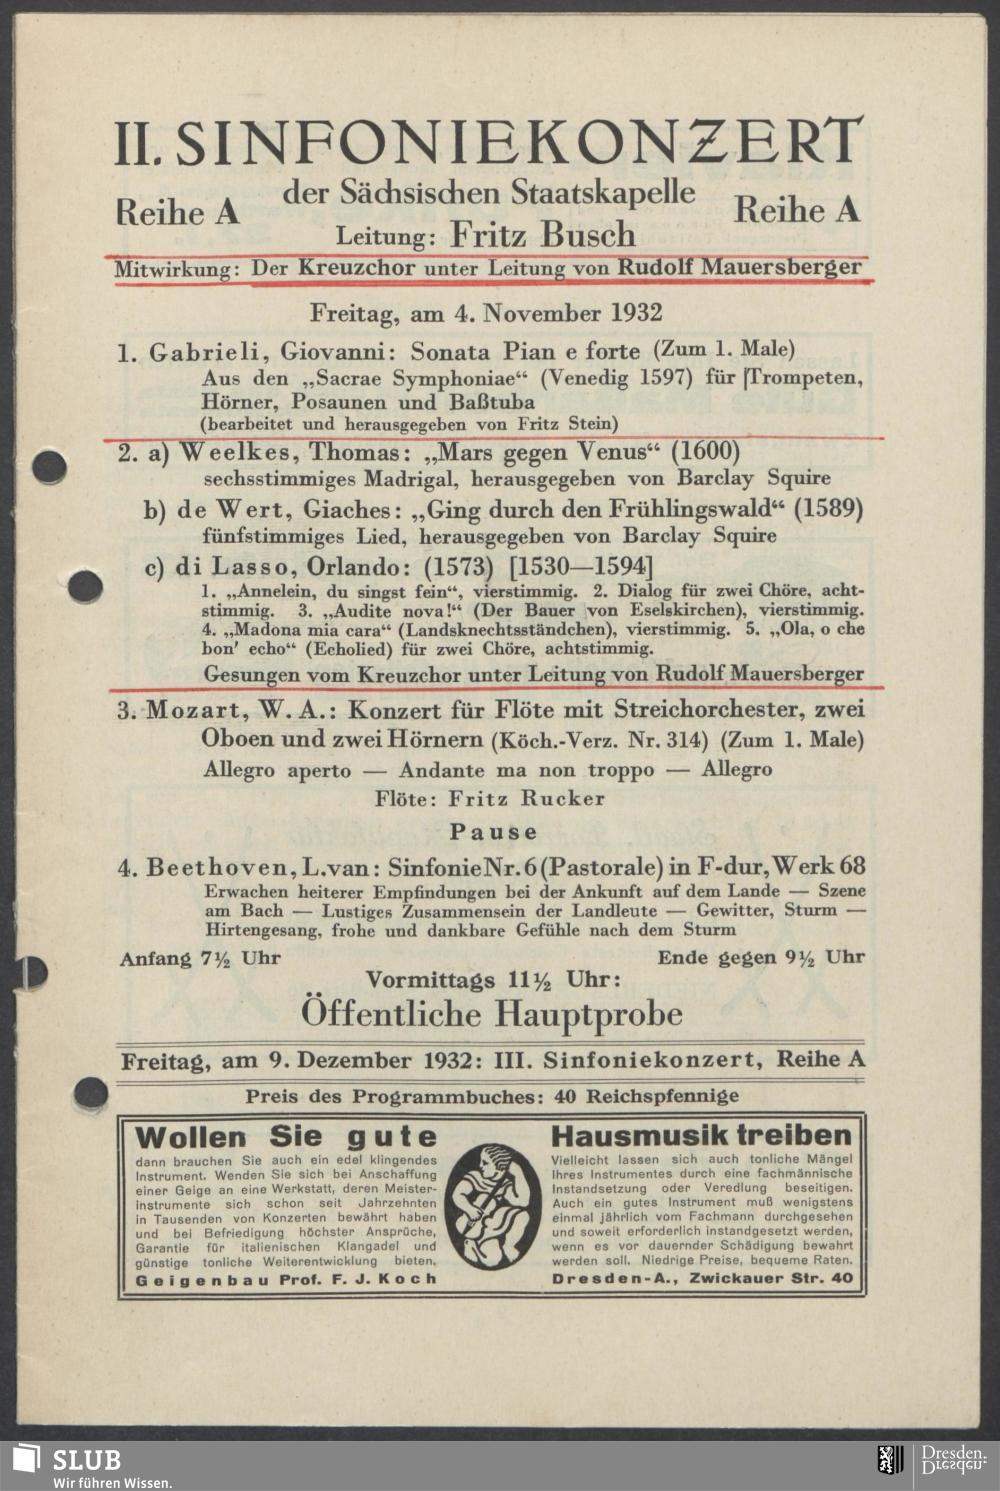 II. SINFONIEKONZERT
der Sächsischen Staatskapelle
Reihe A
Reihe A
Leitung: Fritz Busch
Mitwirkung: Der Kreuzchor unter Leitung von Rudolf Mauersberger
Freitag, am 4. November 1932
1. Gabrieli, Giovanni: Sonata Pian e forte (Zum 1. Male)
Aus den „Sacrae Symphoniae“ (Venedig 1597) für Trompeten,
Hörner, Posaunen und Baßtuba
(bearbeitet und herausgegeben von Fritz Stein)
2. a) Weelkes, Thomas: „Mars gegen Venus“ (1600)
sechsstimmiges Madrigal, herausgegeben von Barclay Squire
b) de Wert, Giaches: „Ging durch den Frühlingswald“ (1589)
fünfstimmiges Lied, herausgegeben von Barclay Squire
c) di Lasso, Orlando: (1573) [1530—1594]
1. „Annelein, du singst fein“, vierstimmig. 2. Dialog für zwei Chöre, acht-
stimmig. 3. „Audite nova!“ (Der Bauer von Eselskirchen), vierstimmig.
4. „Madona mia cara“ (Landsknechtsständchen), vierstimmig. 5. „Ola, o che
bon' echo“ (Echolied) für zwei Chöre, achtstimmig.
Gesungen vom Kreuzchor unter Leitung von Rudolf Mauersberger
3. Mozart, W. A.: Konzert für Flöte mit Streichorchester, zwei
Oboen und zwei Hörnern (Köch.-Verz. Nr. 314) (Zum 1. Male)
Allegro aperto — Andante ma non troppo — Allegro
Flöte: Fritz Rucker
Pause
4. Beethoven, L. van: Sinfonie Nr. 6 (Pastorale) in F-dur, Werk 68
Erwachen heiterer Empfindungen bei der Ankunft auf dem Lande — Szene
am Bach — Lustiges Zusammensein der Landleute — Gewitter, Sturm —
Hirtengesang, frohe und dankbare Gefühle nach dem Sturm
Anfang 7½ Uhr
Ende gegen 9½ Uhr
Vormittags 11½ Uhr:
Öffentliche Hauptprobe
Freitag, am 9. Dezember 1932: III. Sinfoniekonzert, Reihe A
Preis des Programmbuches: 40 Reichspfennige
Wollen Sie gute
dann brauchen Sie auch ein edel klingendes
Instrument. Wenden Sie sich bei Anschaffung
einer Geige an eine Werkstatt, deren Meister-
instrumente sich schon seit Jahrzehnten
in Tausenden von Konzerten bewährt haben
und bei Befriedigung höchster Ansprüche,
Garantie für italienischen Klangadel und
günstige tonliche Weiterentwicklung bieten.
Geigenbau Prof. F. J. Koch
Hausmusik treiben
Vielleicht lassen sich auch tonliche Mängel
Ihres Instrumentes durch eine fachmännische
Instandsetzung oder Veredlung beseitigen.
Auch ein gutes Instrument muß wenigstens
einmal jährlich vom Fachmann durchgesehen
und soweit erforderlich instandgesetzt werden,
wenn es vor dauernder Schädigung bewahrt
werden soll. Niedrige Preise, bequeme Raten.
Dresden-A., Zwickauer Str. 40
SLUB
Wir führen Wissen.
Dresden.
Dresden.